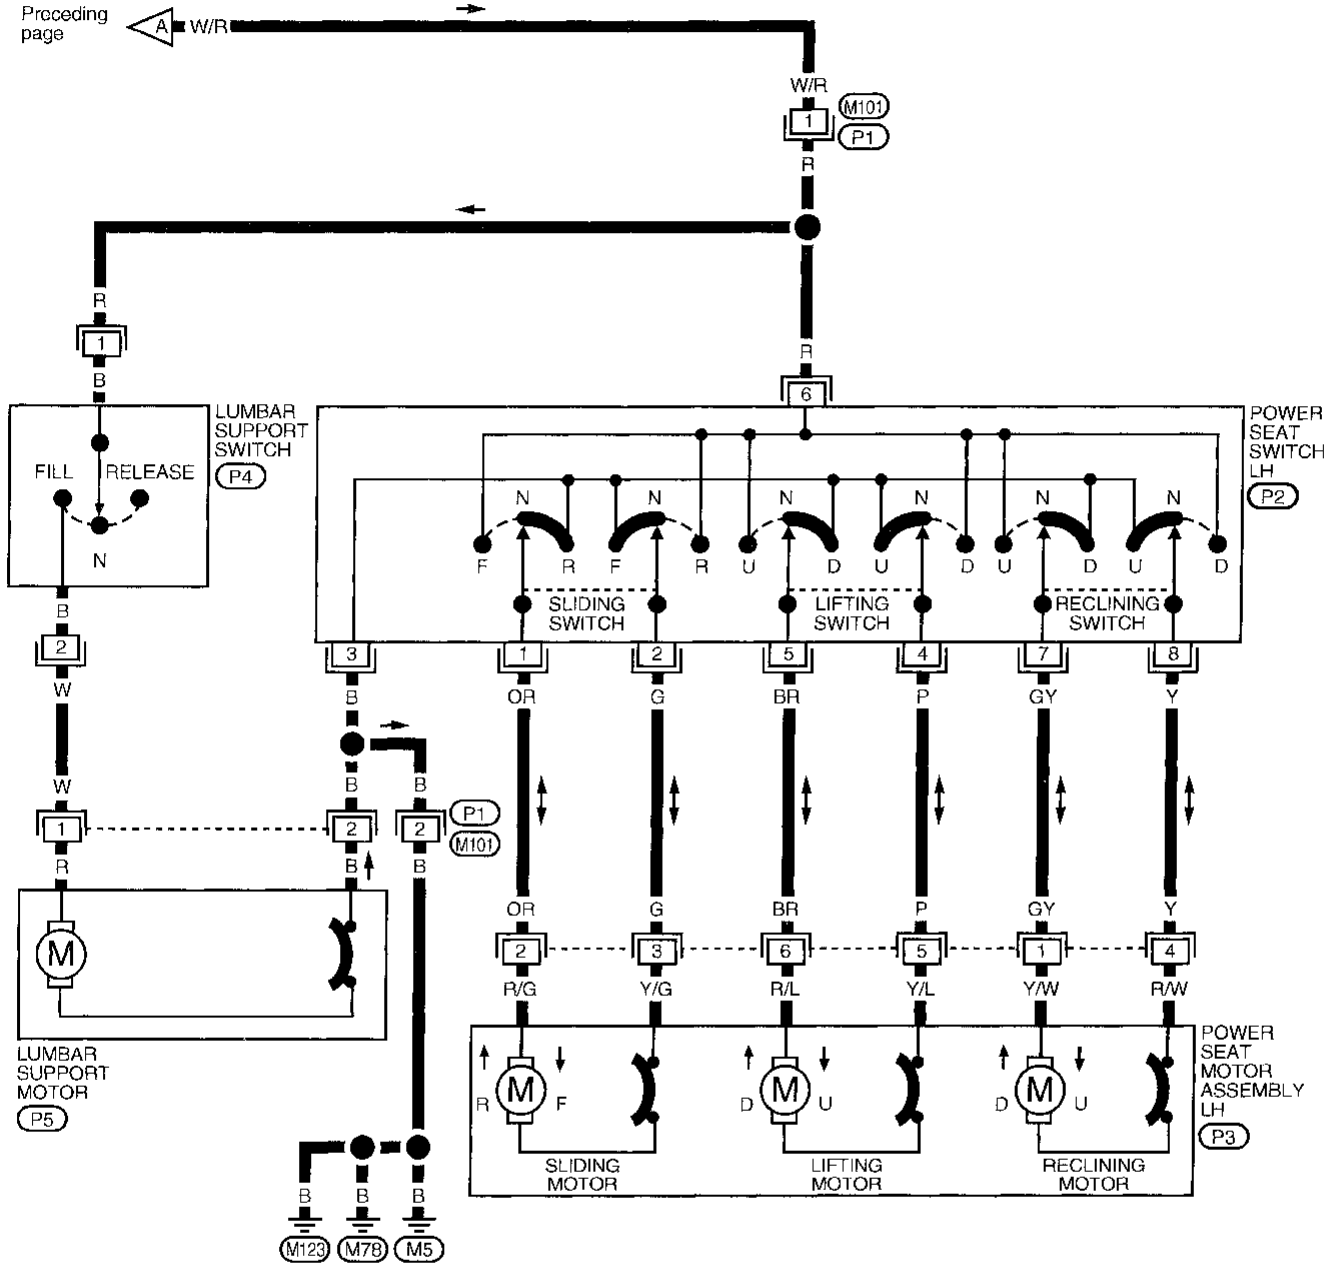 Preceding
page
A W/R
W/R
1 M101
P1
R
R
1
B
R
6
LUMBAR
SUPPORT
SWITCH
P4
FILL RELEASE
N
POWER
SEAT
SWITCH
LH
P2
N N N N N N
F R F R U D U D U D U D
SLIDING
SWITCH
LIFTING
SWITCH
RECLINING
SWITCH
B
2
W
3 1 2 5 4 7 8
B OR G BR P GY Y
W B B
1 2 2 P1
M101
R B B
OR G BR P GY Y
2 3 6 5 1 4
R/G Y/G R/L Y/L Y/W R/W
M
LUMBAR
SUPPORT
MOTOR
P5
R M F D M U D M U
SLIDING
MOTOR
LIFTING
MOTOR
RECLINING
MOTOR
POWER
SEAT
MOTOR
ASSEMBLY
LH
P3
B B B
M123 M78 M5